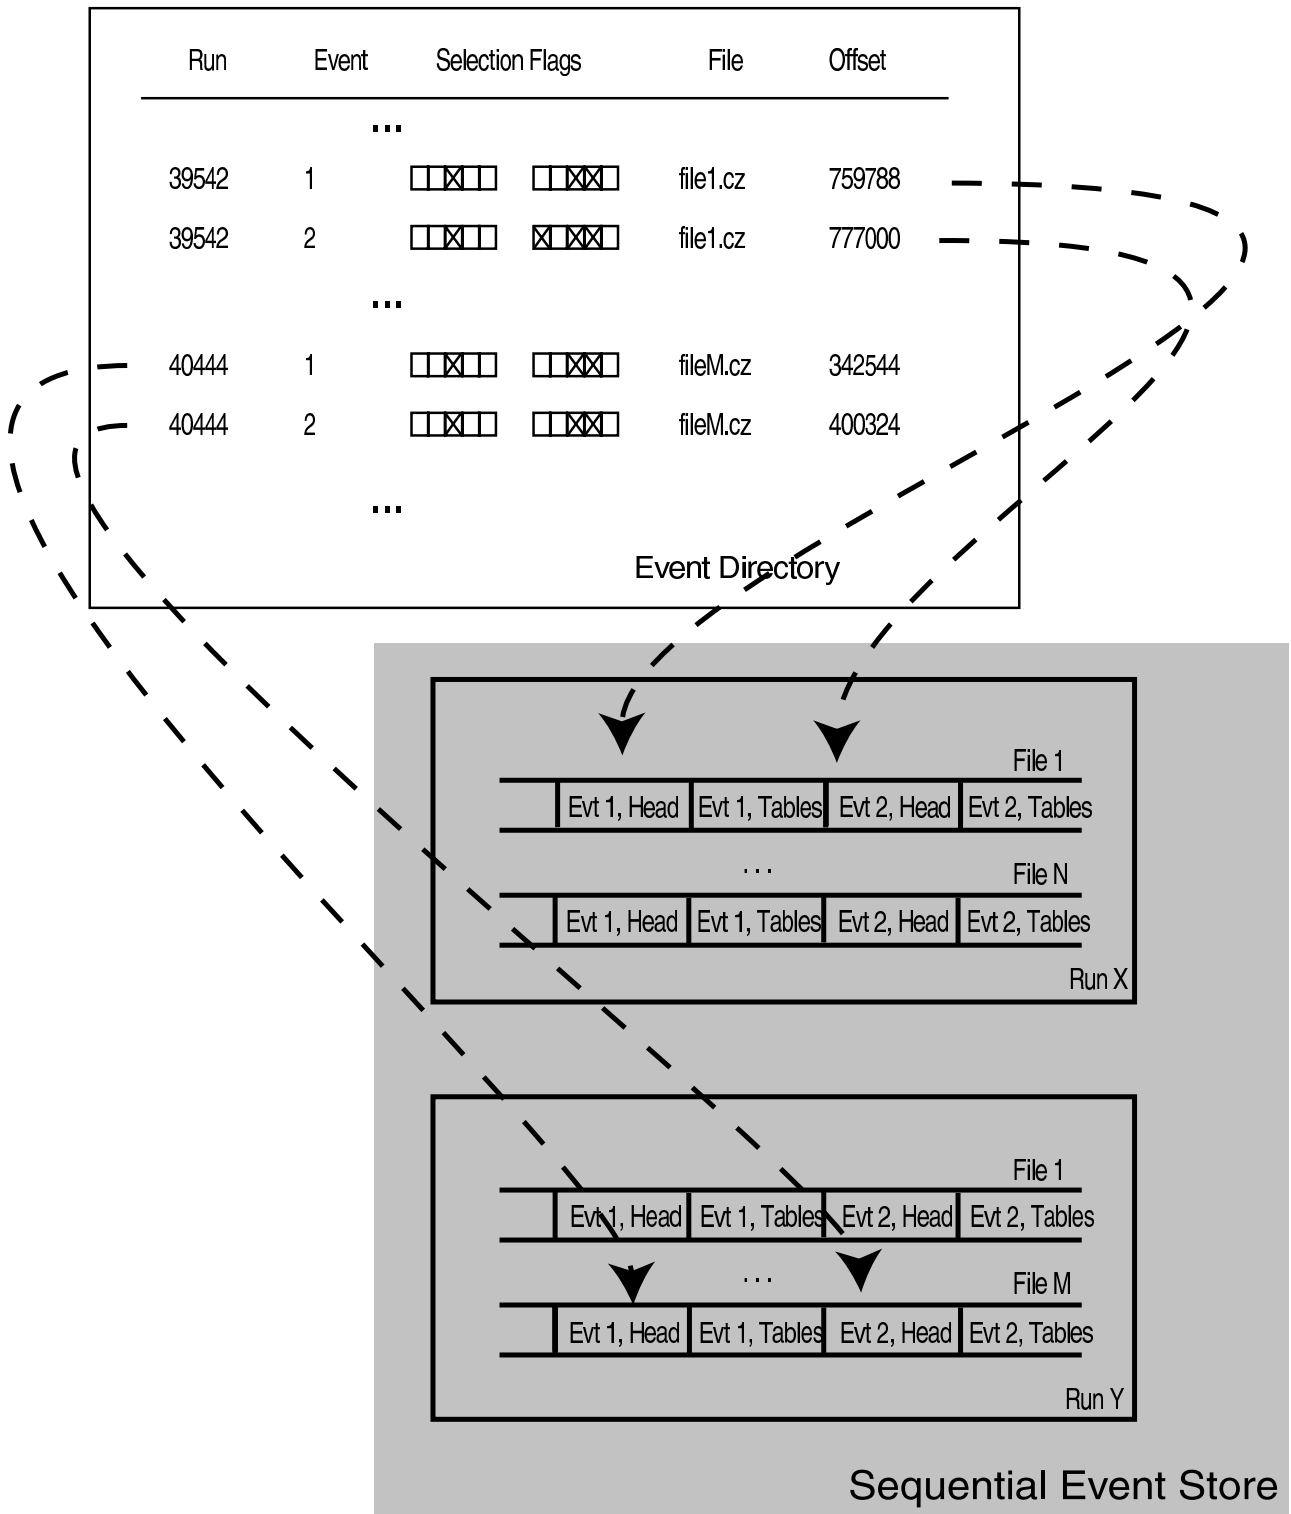 Run Event Selection Flags File Offset
...
39542 1 file1.cz 759788
39542 2 file1.cz 777000
...
40444 1 fileM.cz 342544
40444 2 fileM.cz 400324
...
Event Directory
File 1
Evt 1, Head Evt 1, Tables Evt 2, Head Evt 2, Tables
...
File N
Evt 1, Head Evt 1, Tables Evt 2, Head Evt 2, Tables
Run X
File 1
Evt 1, Head Evt 1, Tables Evt 2, Head Evt 2, Tables
...
File M
Evt 1, Head Evt 1, Tables Evt 2, Head Evt 2, Tables
Run Y
Sequential Event Store